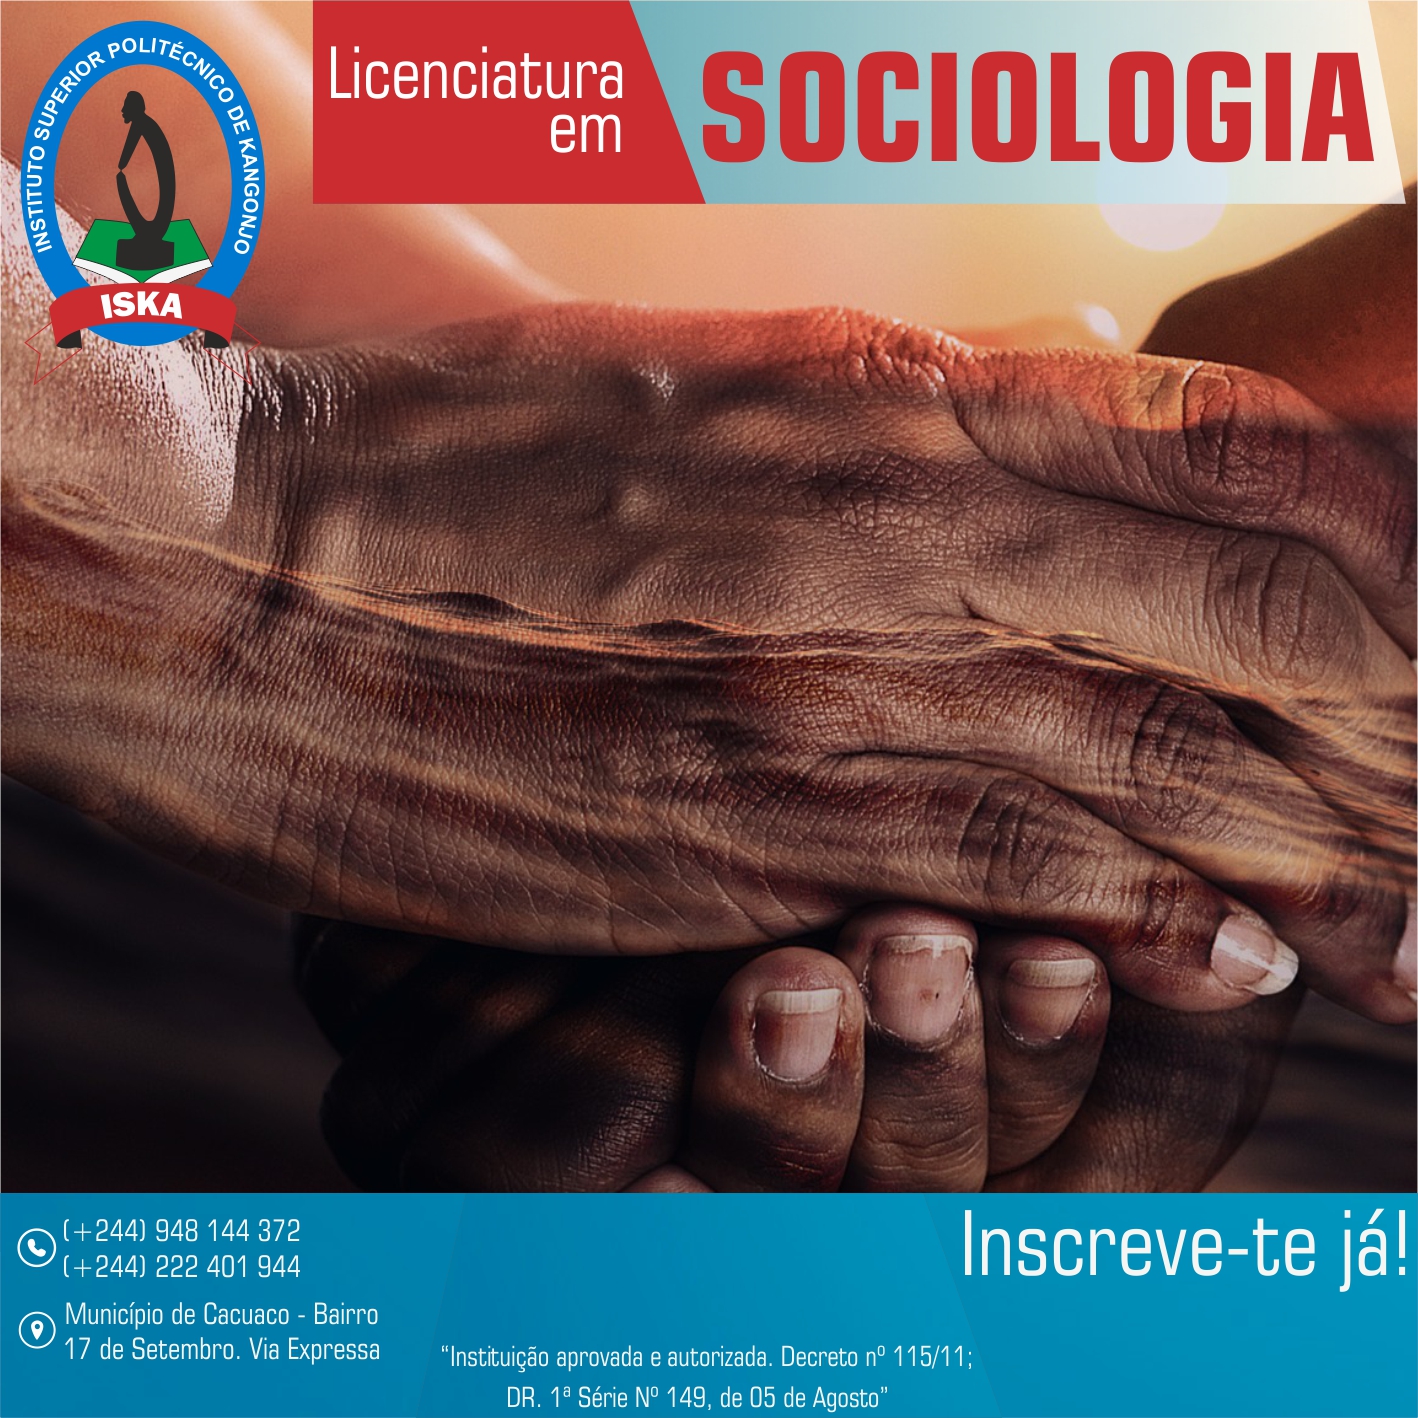 INSTITUTO SUPERIOR POLITÉCNICO DE KANGONJO
ISKA
Licenciatura
em
SOCIOLOGIA
(+244) 948 144 372
(+244) 222 401 944
Município de Cacuaco - Bairro
17 de Setembro. Via Expressa
Inscreve-te já!
“Instituição aprovada e autorizada. Decreto nº 115/11;
DR. 1ª Série Nº 149, de 05 de Agosto”